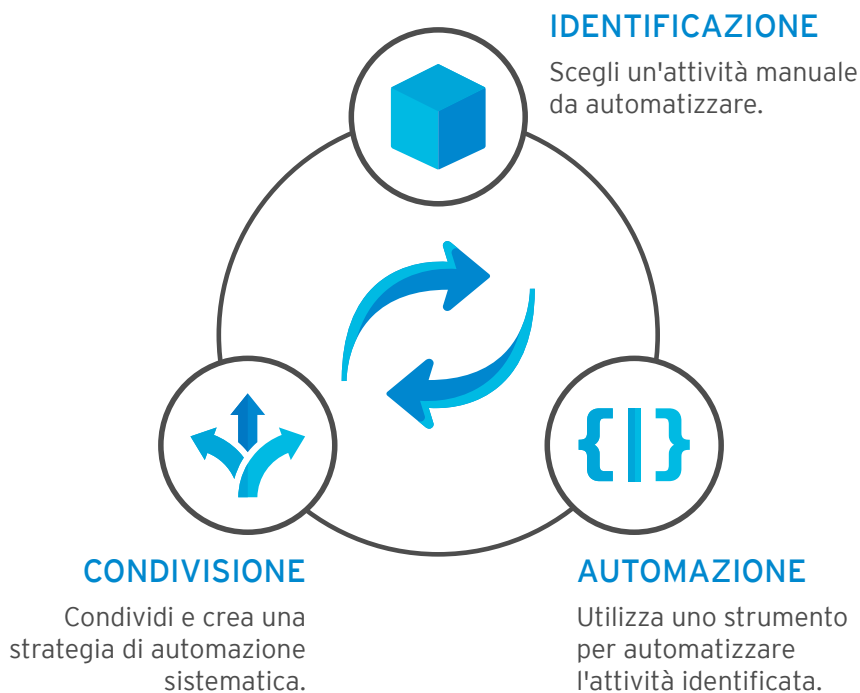 IDENTIFICAZIONE
Scegli un'attività manuale
da automatizzare.
CONDIVISIONE
Condividi e crea una
strategia di automazione
sistematica.
AUTOMAZIONE
Utilizza uno strumento
per automatizzare
l'attività identificata.